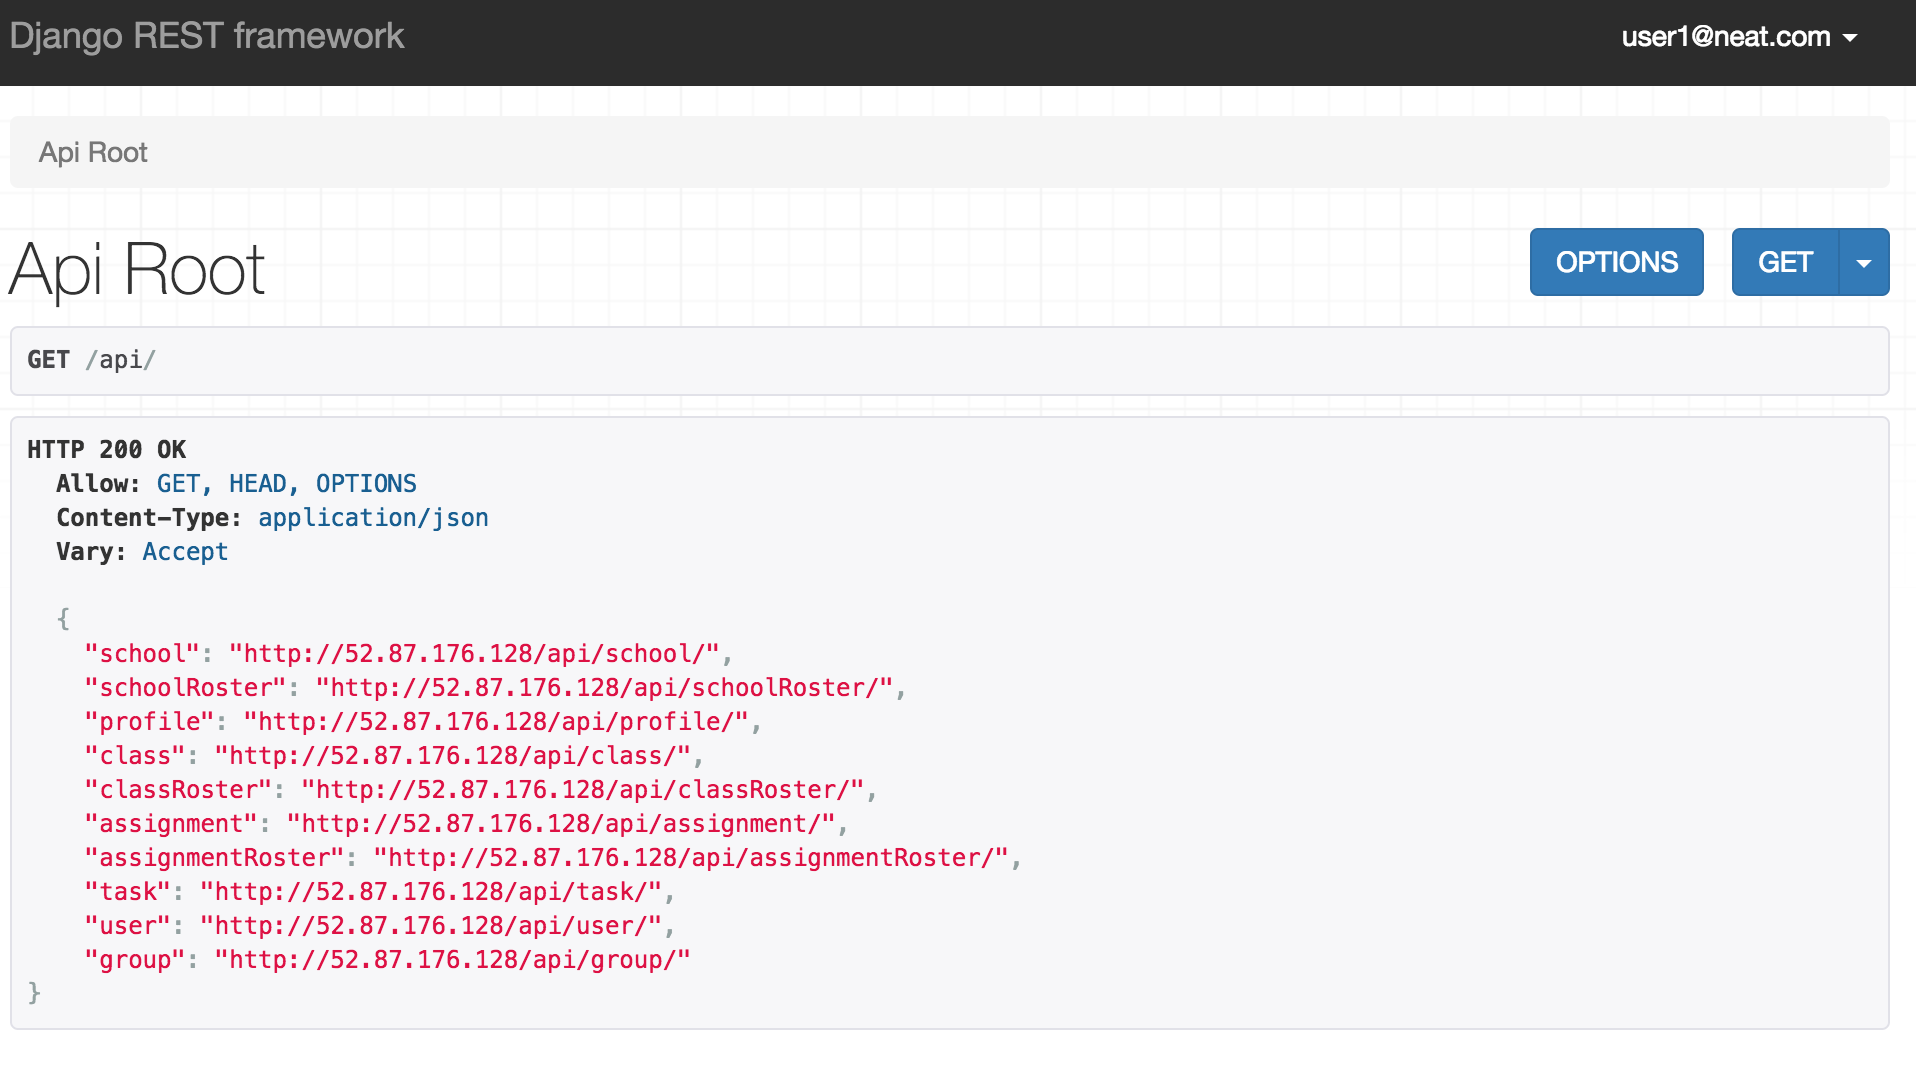 Django REST framework
user1@neat.com
Api Root
Api Root
OPTIONS
GET
GET /api/
HTTP 200 OK
Allow: GET, HEAD, OPTIONS
Content-Type: application/json
Vary: Accept
{
"school": "http://52.87.176.128/api/school/",
"schoolRoster": "http://52.87.176.128/api/schoolRoster/",
"profile": "http://52.87.176.128/api/profile/",
"class": "http://52.87.176.128/api/class/",
"classRoster": "http://52.87.176.128/api/classRoster/",
"assignment": "http://52.87.176.128/api/assignment/",
"assignmentRoster": "http://52.87.176.128/api/assignmentRoster/",
"task": "http://52.87.176.128/api/task/",
"user": "http://52.87.176.128/api/user/",
"group": "http://52.87.176.128/api/group/"
}